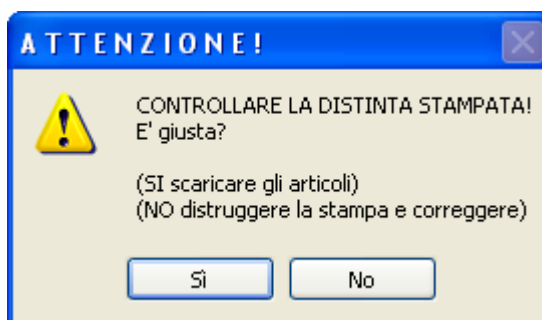 ATTENZIONE!
CONTROLLARE LA DISTINTA STAMPATA!
E' giusta?
(SI scaricare gli articoli)
(NO distruggere la stampa e correggere)
Sì
No